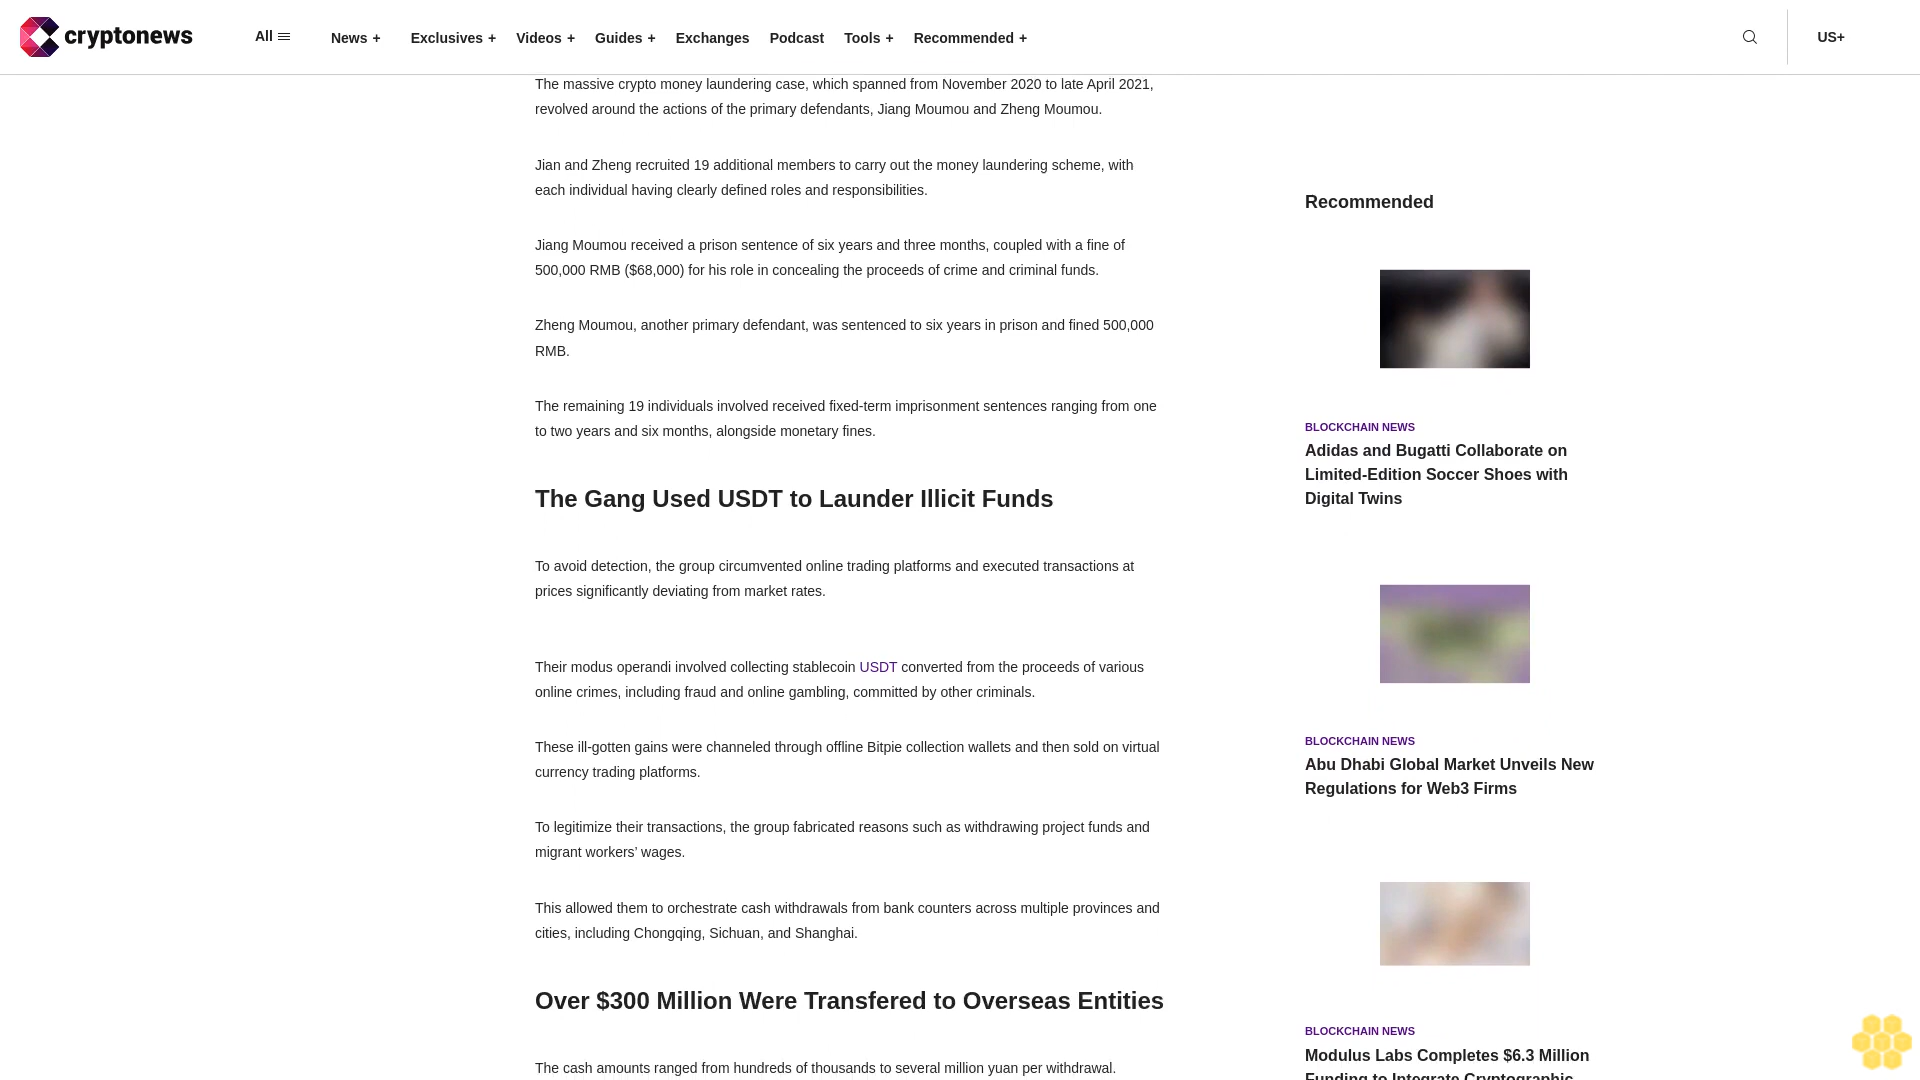 cryptonews
All
News +
Exclusives +
Videos +
Guides +
Exchanges
Podcast
Tools +
Recommended +
US+
The massive crypto money laundering case, which spanned from November 2020 to late April 2021,
revolved around the actions of the primary defendants, Jiang Moumou and Zheng Moumou.
Jian and Zheng recruited 19 additional members to carry out the money laundering scheme, with
each individual having clearly defined roles and responsibilities.
Jiang Moumou received a prison sentence of six years and three months, coupled with a fine of
500,000 RMB ($68,000) for his role in concealing the proceeds of crime and criminal funds.
Zheng Moumou, another primary defendant, was sentenced to six years in prison and fined 500,000
RMB.
The remaining 19 individuals involved received fixed-term imprisonment sentences ranging from one
to two years and six months, alongside monetary fines.
The Gang Used USDT to Launder Illicit Funds
To avoid detection, the group circumvented online trading platforms and executed transactions at
prices significantly deviating from market rates.
Their modus operandi involved collecting stablecoin USDT converted from the proceeds of various
online crimes, including fraud and online gambling, committed by other criminals.
These ill-gotten gains were channeled through offline Bitpie collection wallets and then sold on virtual
currency trading platforms.
To legitimize their transactions, the group fabricated reasons such as withdrawing project funds and
migrant workers’ wages.
This allowed them to orchestrate cash withdrawals from bank counters across multiple provinces and
cities, including Chongqing, Sichuan, and Shanghai.
Over $300 Million Were Transfered to Overseas Entities
The cash amounts ranged from hundreds of thousands to several million yuan per withdrawal.
Recommended
BLOCKCHAIN NEWS
Adidas and Bugatti Collaborate on
Limited-Edition Soccer Shoes with
Digital Twins
BLOCKCHAIN NEWS
Abu Dhabi Global Market Unveils New
Regulations for Web3 Firms
BLOCKCHAIN NEWS
Modulus Labs Completes $6.3 Million
Funding to Integrate Cryptographic